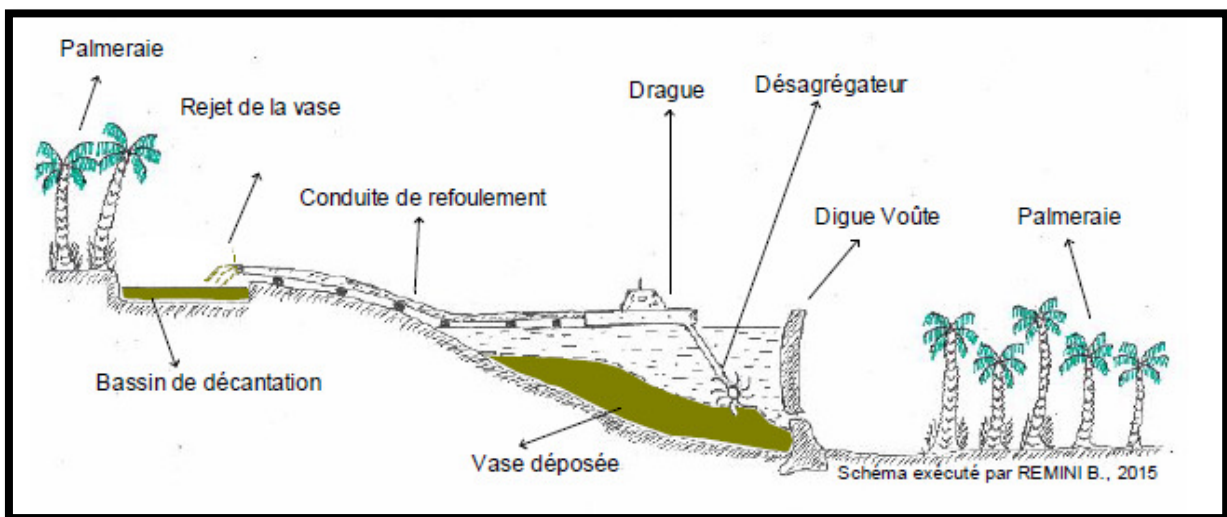 Palmeraie
Rejet de la vase
Conduite de refoulement
Drague
Désagrégateur
Digue Voûte
Palmeraie
Bassin de décantation
Vase déposée
Schéma exécuté par REMINI B., 2015